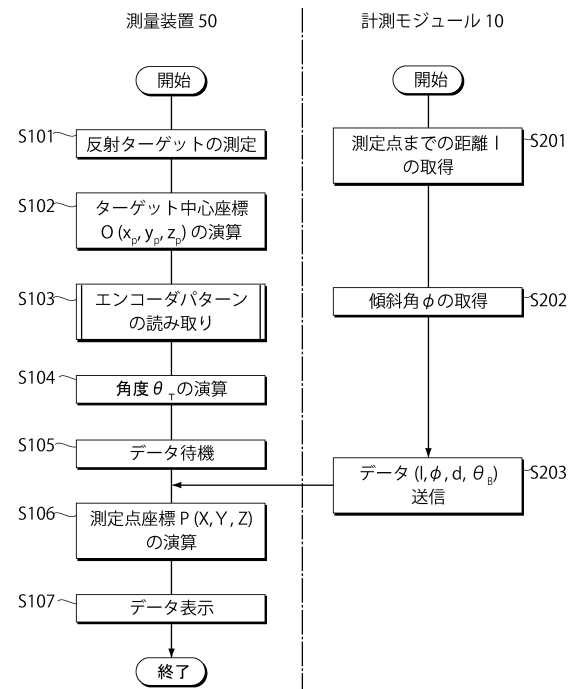 測量装置 50
計測モジュール 10
開始
S101
反射ターゲットの測定
S102
ターゲット中心座標
O (xp, yp, zp) の演算
S103
エンコーダパターン
の読み取り
S104
角度 θT の演算
S105
データ待機
S106
測定点座標 P (X, Y, Z)
の演算
S107
データ表示
終了
開始
測定点までの距離 l
の取得
S201
傾斜角 φ の取得
S202
データ (l, φ, d, θB)
送信
S203